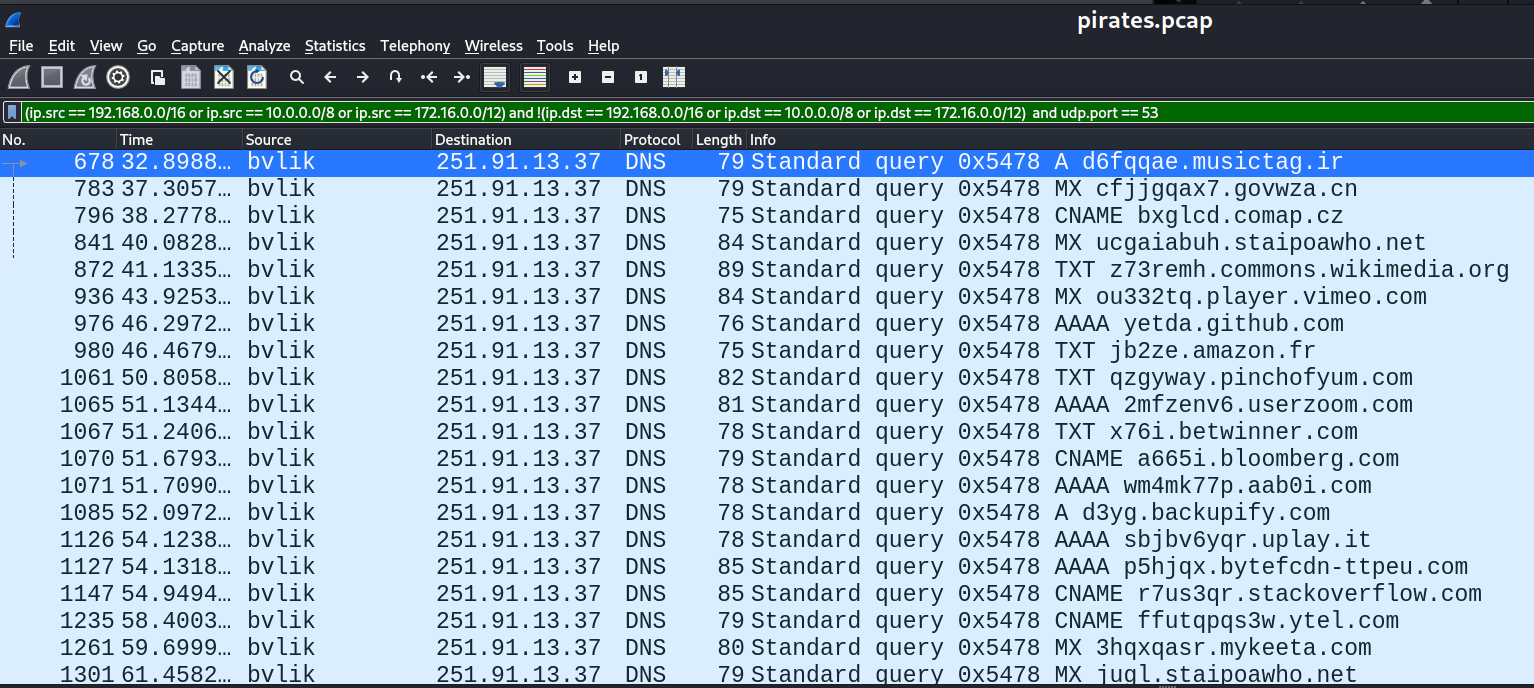 pirates.pcap
File Edit View Go Capture Analyze Statistics Telephony Wireless Tools Help
(ip.src == 192.168.0.0/16 or ip.src == 10.0.0.0/8 or ip.src == 172.16.0.0/12) and !(ip.dst == 192.168.0.0/16 or ip.dst == 10.0.0.0/8 or ip.dst == 172.16.0.0/12) and udp.port == 53
No. Time Source Destination Protocol Length Info
678 32.8988… bvlik 251.91.13.37 DNS 79 Standard query 0x5478 A d6fqqae.musictag.ir
783 37.3057… bvlik 251.91.13.37 DNS 79 Standard query 0x5478 MX cfjjgqax7.govwza.cn
796 38.2778… bvlik 251.91.13.37 DNS 75 Standard query 0x5478 CNAME bxglcd.comap.cz
841 40.0828… bvlik 251.91.13.37 DNS 84 Standard query 0x5478 MX ucgaiabuh.staipoawho.net
872 41.1335… bvlik 251.91.13.37 DNS 89 Standard query 0x5478 TXT z73remh.commons.wikimedia.org
936 43.9253… bvlik 251.91.13.37 DNS 84 Standard query 0x5478 MX ou332tq.player.vimeo.com
976 46.2972… bvlik 251.91.13.37 DNS 76 Standard query 0x5478 AAAA yetda.github.com
980 46.4679… bvlik 251.91.13.37 DNS 75 Standard query 0x5478 TXT jb2ze.amazon.fr
1061 50.8058… bvlik 251.91.13.37 DNS 82 Standard query 0x5478 TXT qzgyway.pinchofyum.com
1065 51.1344… bvlik 251.91.13.37 DNS 81 Standard query 0x5478 AAAA 2mfzenv6.userzoom.com
1067 51.2406… bvlik 251.91.13.37 DNS 78 Standard query 0x5478 TXT x76i.betwinner.com
1070 51.6793… bvlik 251.91.13.37 DNS 79 Standard query 0x5478 CNAME a665i.bloomberg.com
1071 51.7090… bvlik 251.91.13.37 DNS 78 Standard query 0x5478 AAAA wm4mk77p.aab0i.com
1085 52.0972… bvlik 251.91.13.37 DNS 78 Standard query 0x5478 A d3yg.backupify.com
1126 54.1238… bvlik 251.91.13.37 DNS 78 Standard query 0x5478 AAAA sbjbv6yqr.uplay.it
1127 54.1318… bvlik 251.91.13.37 DNS 85 Standard query 0x5478 AAAA p5hjqx.bytefcdn-ttpeu.com
1147 54.9494… bvlik 251.91.13.37 DNS 85 Standard query 0x5478 CNAME r7us3qr.stackoverflow.com
1235 58.4003… bvlik 251.91.13.37 DNS 79 Standard query 0x5478 CNAME ffutqpqs3w.ytel.com
1261 59.6999… bvlik 251.91.13.37 DNS 80 Standard query 0x5478 MX 3hqxqasr.mykeeta.com
1301 61.4582… bvlik 251.91.13.37 DNS 79 Standard query 0x5478 MX juql.staipoawho.net